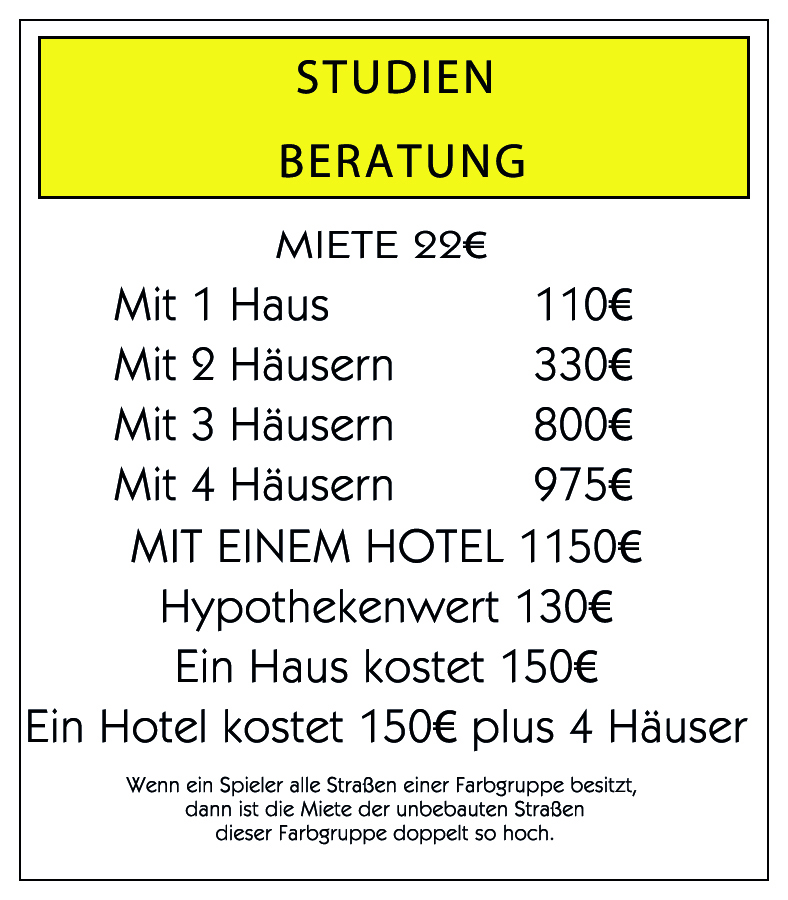 STUDIEN
BERATUNG
MIETE 22€
Mit 1 Haus 110€
Mit 2 Häusern 330€
Mit 3 Häusern 800€
Mit 4 Häusern 975€
MIT EINEM HOTEL 1150€
Hypothekenwert 130€
Ein Haus kostet 150€
Ein Hotel kostet 150€ plus 4 Häuser
Wenn ein Spieler alle Straßen einer Farbgruppe besitzt,
dann ist die Miete der unbebauten Straßen
dieser Farbgruppe doppelt so hoch.